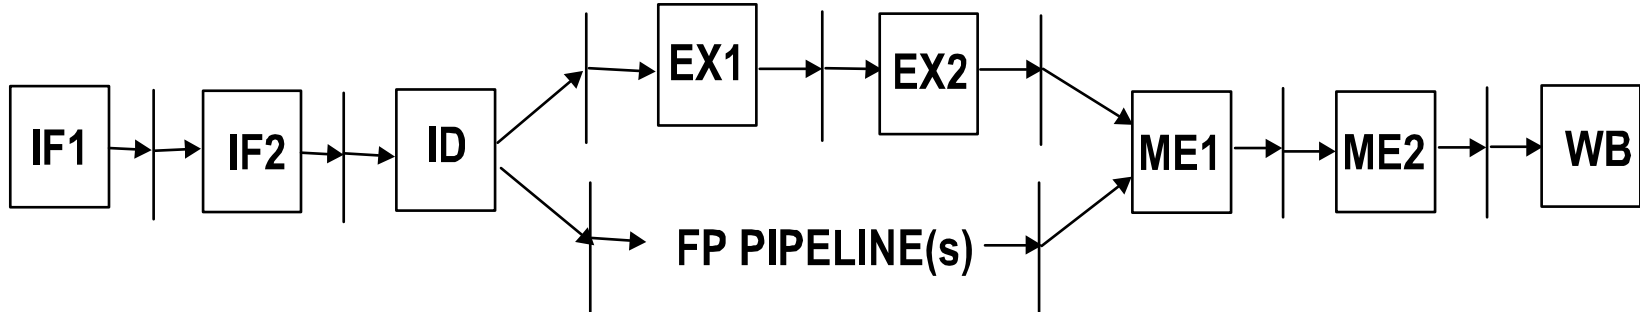 IF1
IF2
ID
EX1
EX2
FP PIPELINE(s)
ME1
ME2
WB